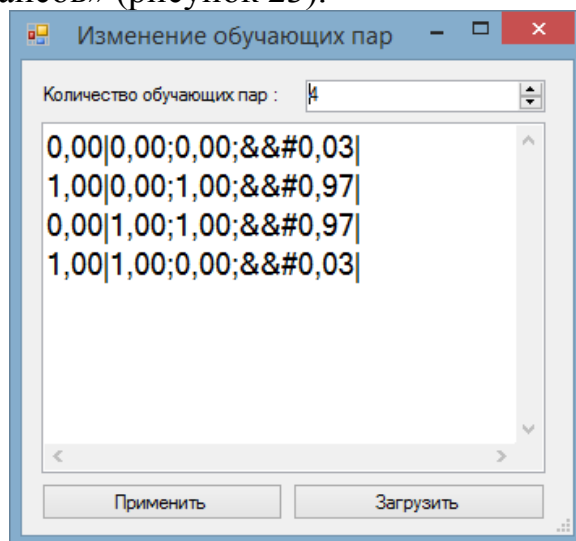 (рисунок 23).
Изменение обучающих пар
Количество обучающих пар : 4
0,00|0,00;0,00;&&#0,03|
1,00|0,00;1,00;&&#0,97|
0,00|1,00;1,00;&&#0,97|
1,00|1,00;0,00;&&#0,03|
Применить Загрузить